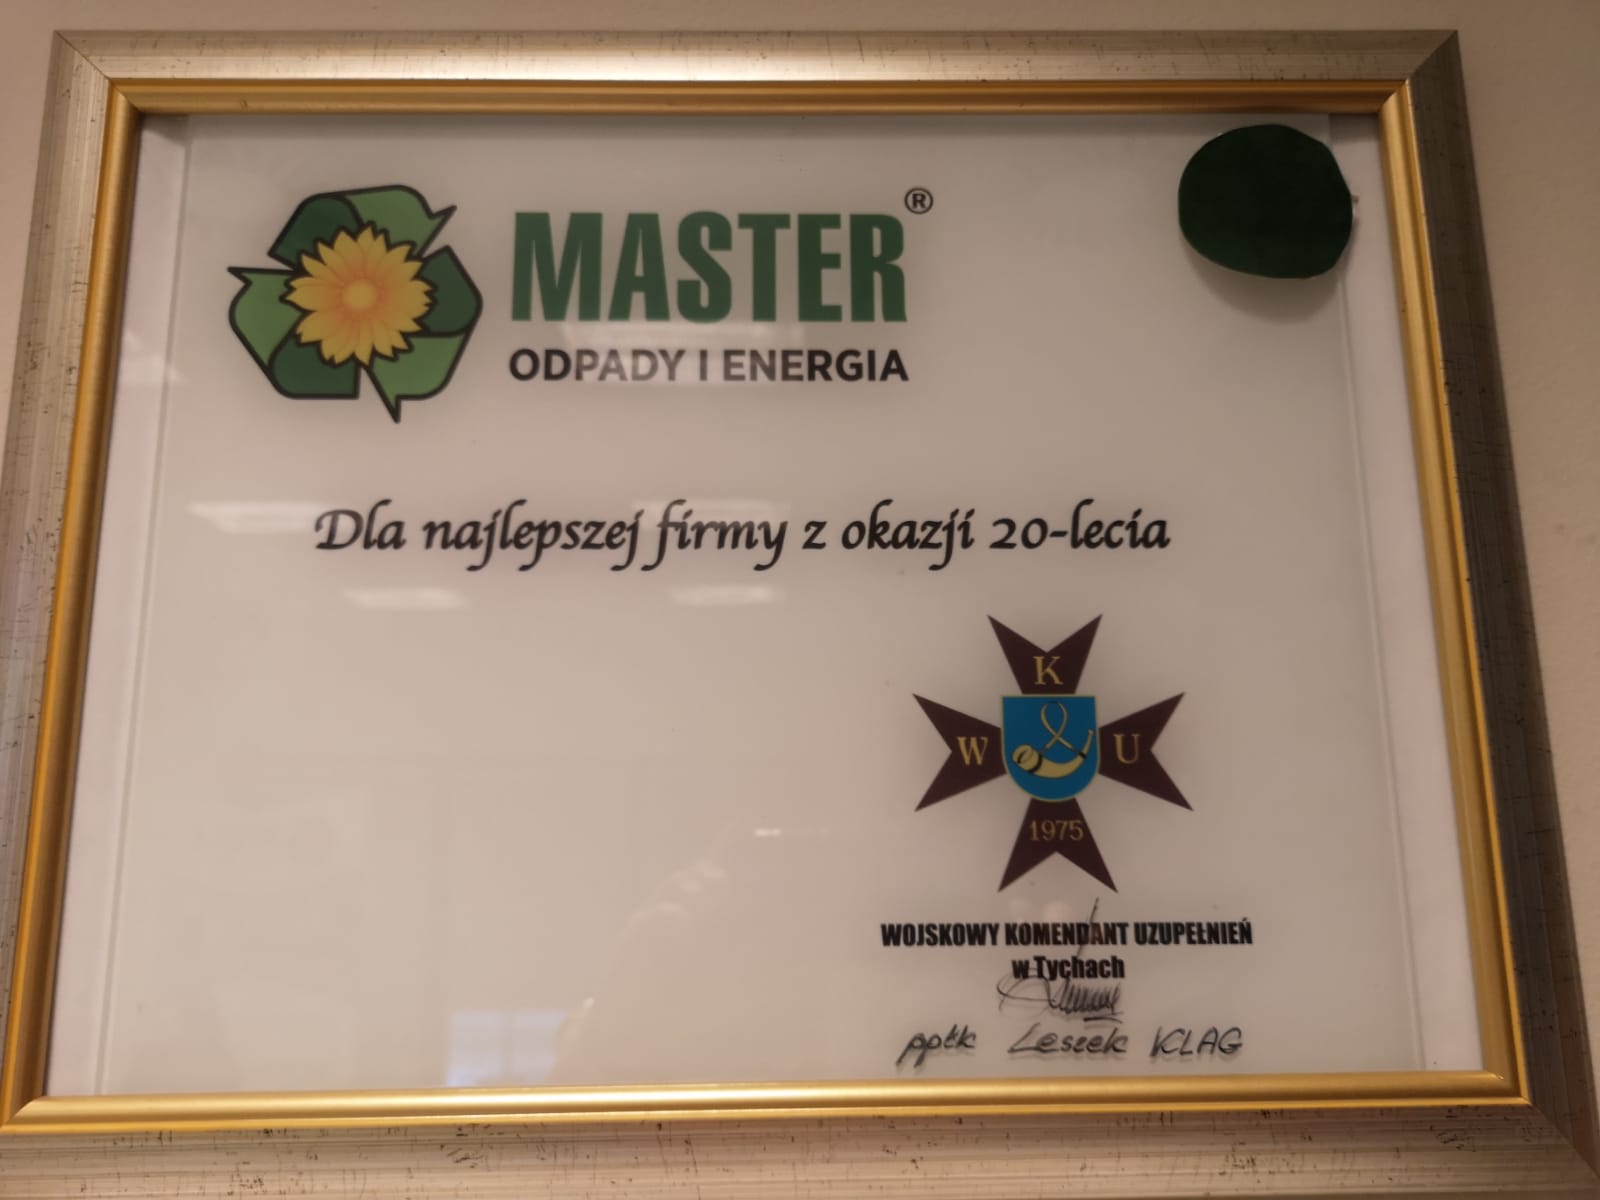 MASTER®
ODPADY I ENERGIA
Dla najlepszej firmy z okazji 20-lecia
K
W U
1975
WOJSKOWY KOMENDANT UZUPEŁNIEŃ
w Tychach
ppłk Leszek KLAG